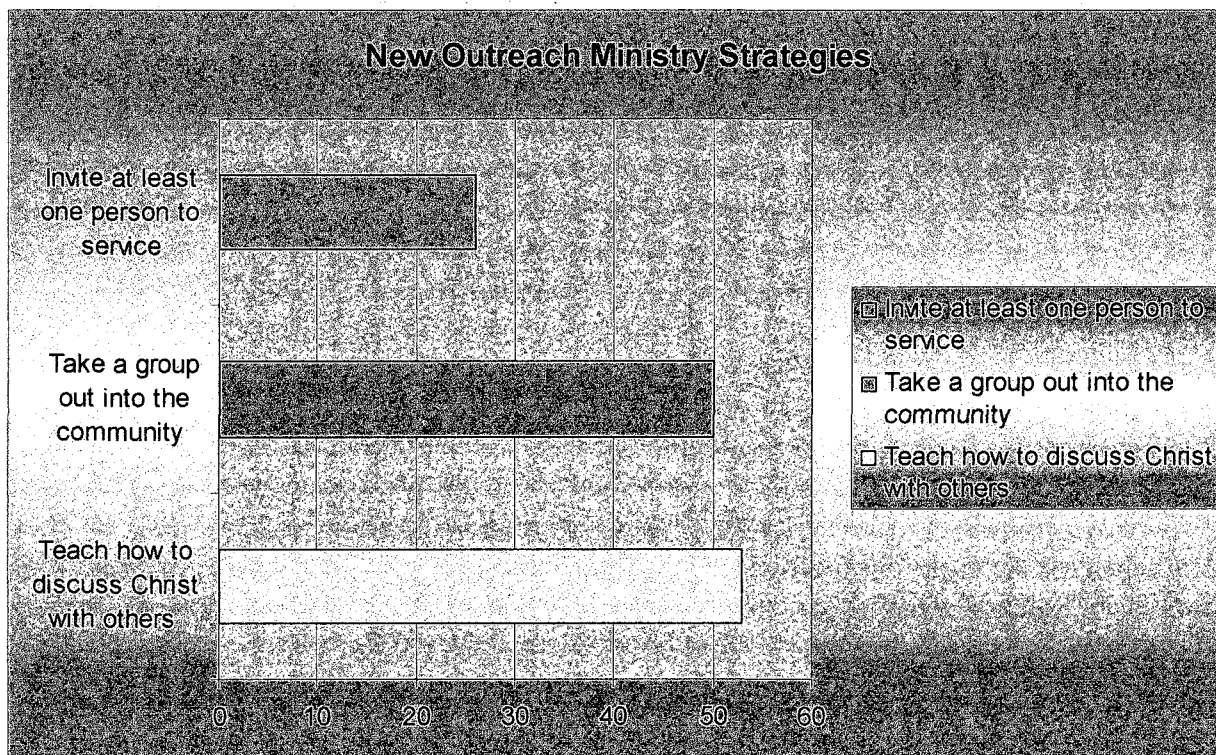 New Outreach Ministry Strategies
Invite at least
one person to
service
Take a group
out into the
community
Teach how to
discuss Christ
with others
0 10 20 30 40 50 60
Invite at least one person to
service
Take a group out into the
community
Teach how to discuss Christ
with others